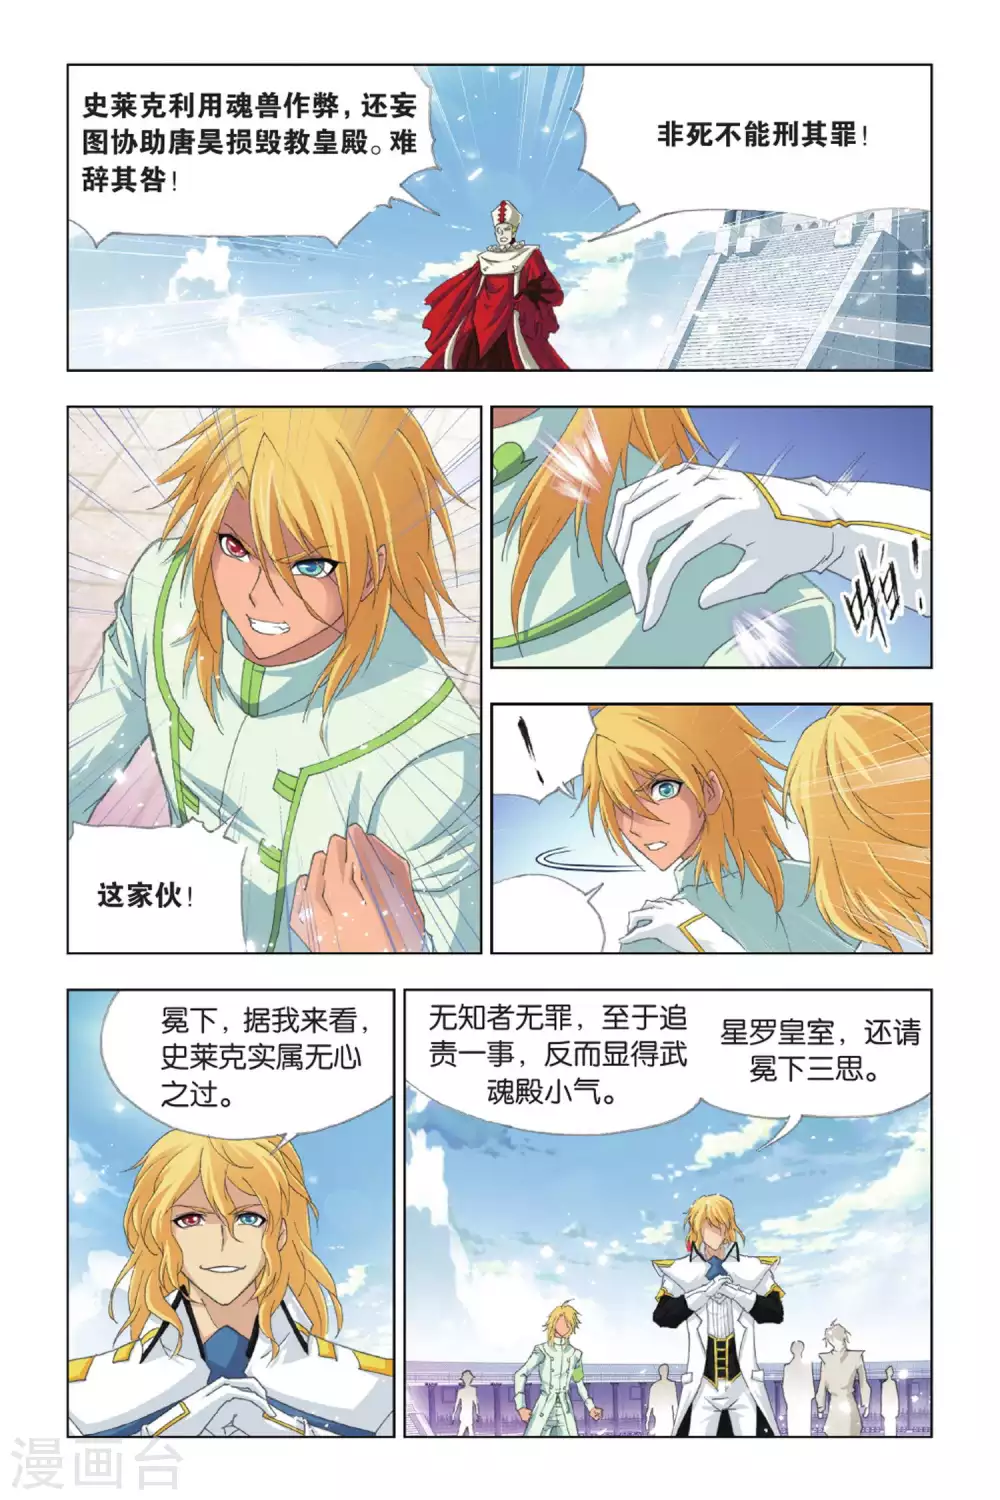 史莱克利用魂兽作弊，还妄
图协助唐昊损毁教皇殿。难
辞其咎！
非死不能刑其罪！
啪！
这家伙！
！
冕下，据我来看，
史莱克实属无心
之过。
无知者无罪，至于追
责一事，反而显得武
魂殿小气。
星罗皇室，还请
冕下三思。
漫画台